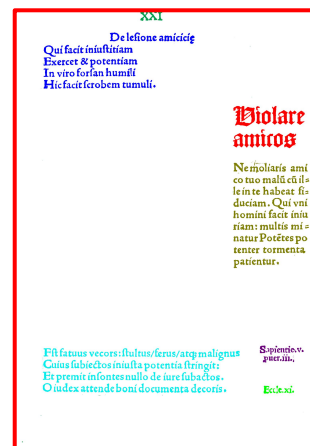 XXI
De lesione amicicię
Qui facit iniustitiam
Exercet & potentiam
In viro forsan humili
Hic facit scrobem tumuli.
Violare
amicos
Ne moliaris ami
co tuo malū cū il=
le in te habeat fi=
duciam. Qui vni
homini facit iniu
riam: multis mi=
natur Potētes po
tenter tormenta
patientur.
Est fatuus vecors: stultus/ferus/atqȝ malignus
Cuius subiectos iniusta potentia stringit:
Et premit insontes nullo de iure subactos.
O iudex attende boni documenta decoris.
Sapientie.v.
puer.iii.
Eccle.xi.